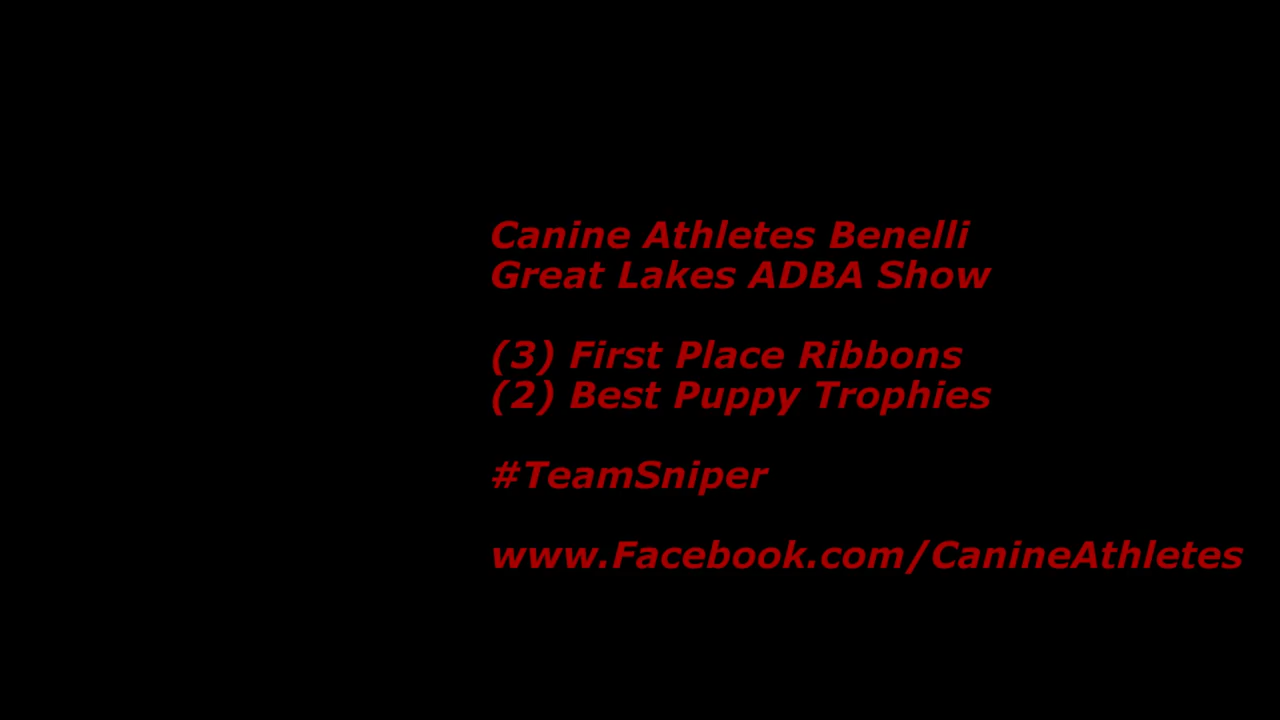 Canine Athletes Benelli
Great Lakes ADBA Show
(3) First Place Ribbons
(2) Best Puppy Trophies
#TeamSniper
www.Facebook.com/CanineAthletes